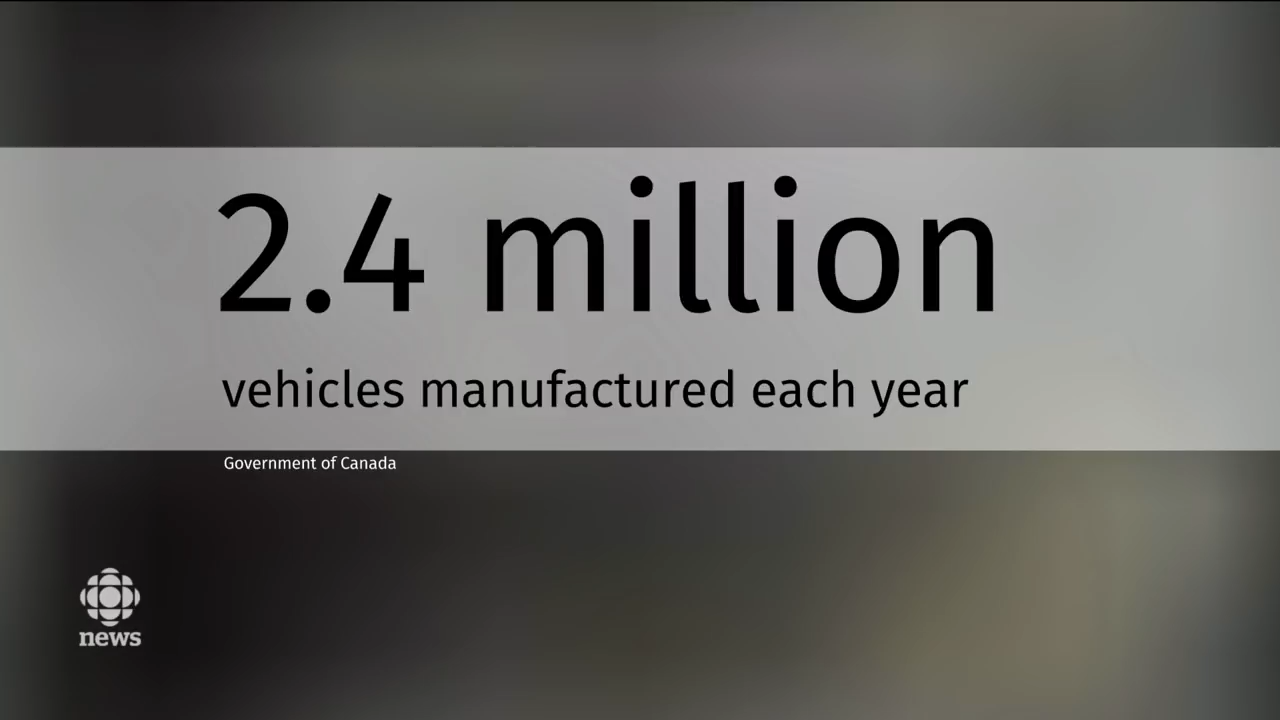 2.4 million
vehicles manufactured each year
Government of Canada
news